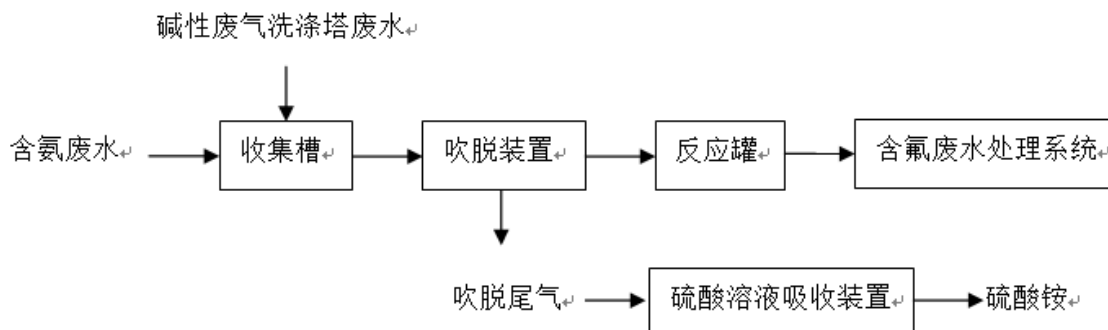 碱性废气洗涤塔废水
含氨废水
收集槽
吹脱装置
反应罐
含氟废水处理系统
吹脱尾气
硫酸溶液吸收装置
硫酸铵